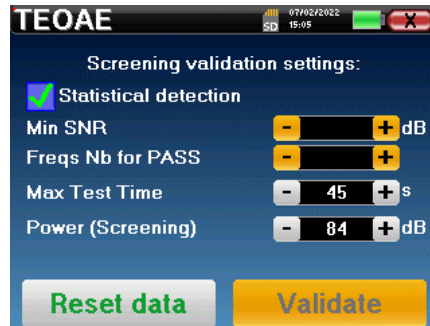 TEOAE
SD 07/02/2022 15:05 X
Screening validation settings:
Statistical detection
Min SNR - + dB
Freqs Nb for PASS - +
Max Test Time - 45 + s
Power (Screening) - 84 + dB
Reset data Validate